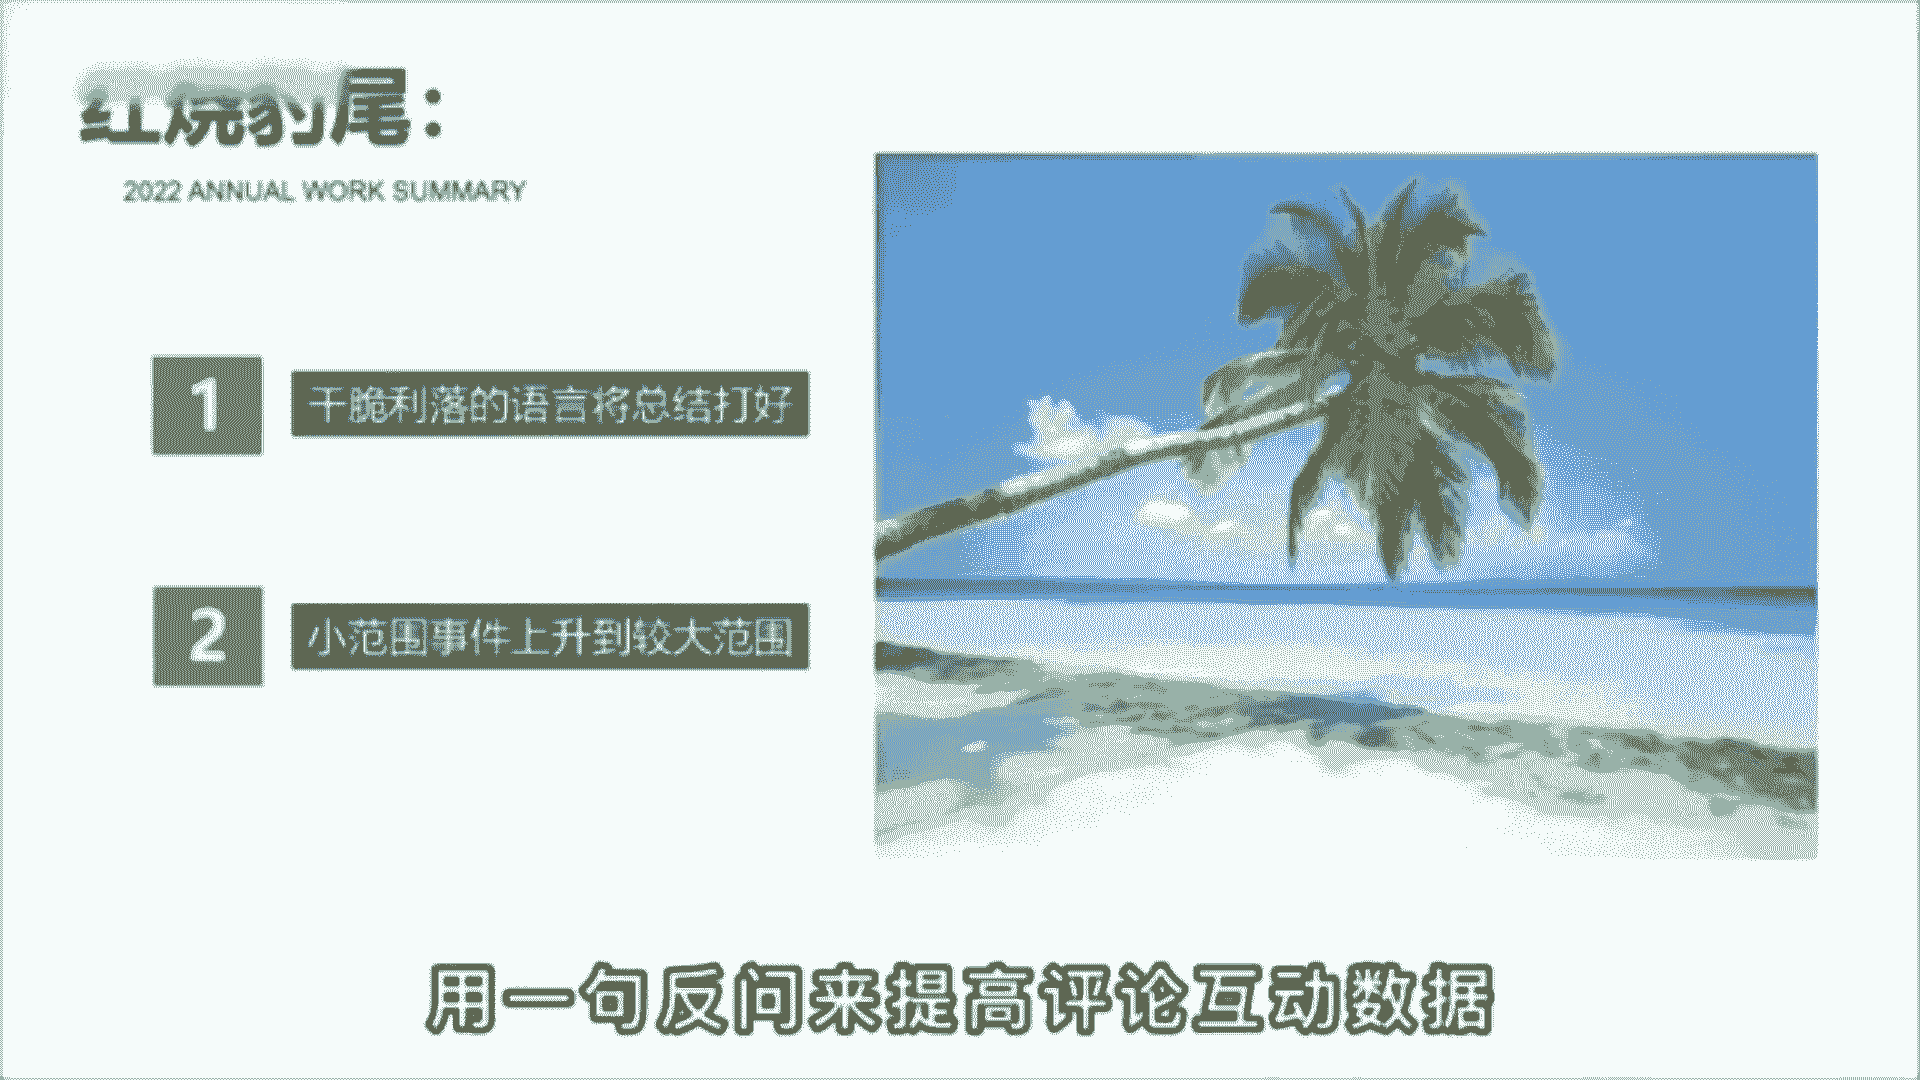 红烧豹尾：
2022 ANNUAL WORK SUMMARY
1
干脆利落的语言将总结打好
2
小范围事件上升到较大范围
用一句反问来提高评论互动数据